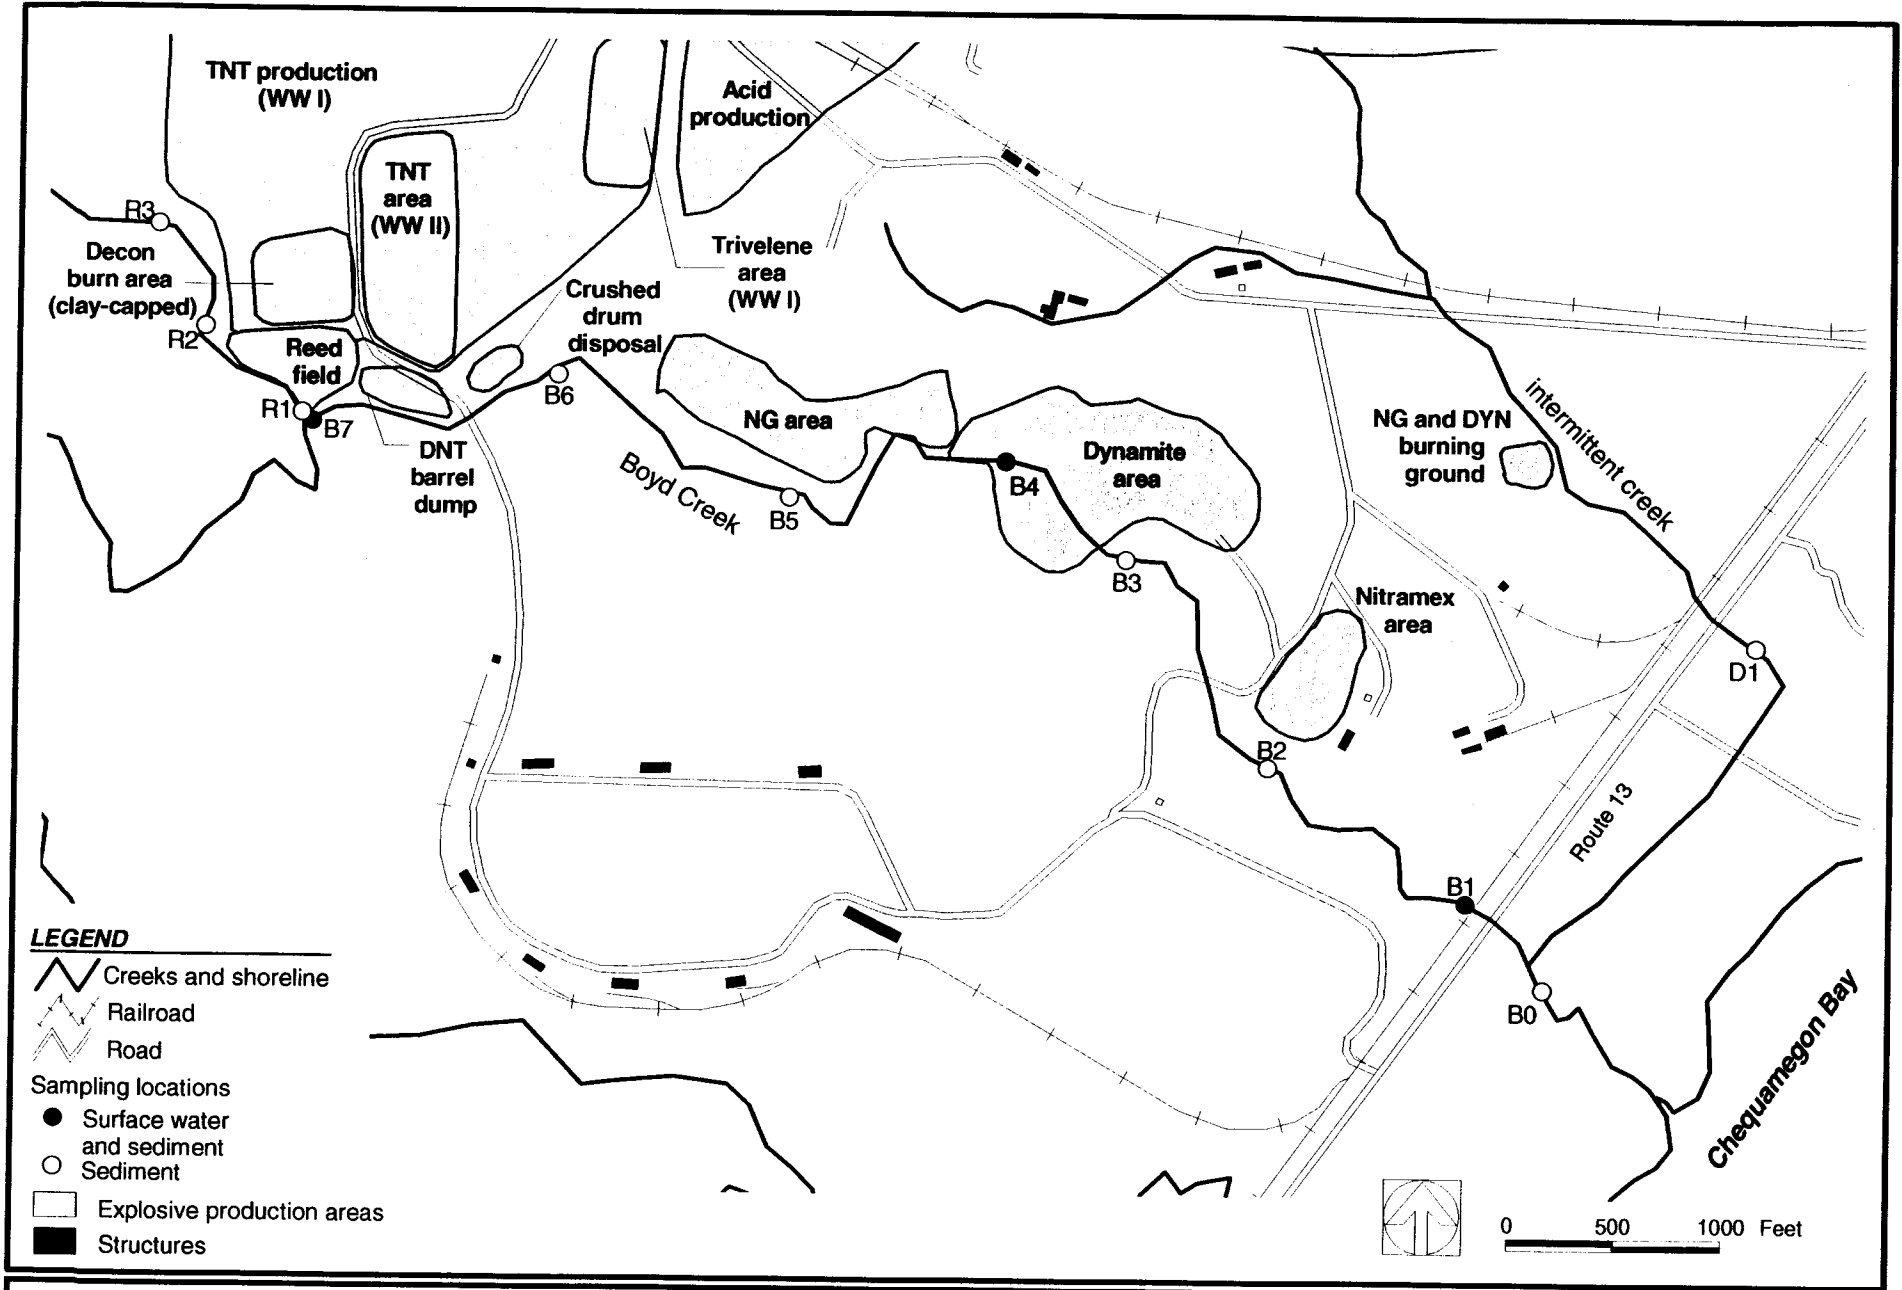 TNT production
(WW I)
Acid
production
TNT
area
(WW II)
R3
Decon
burn area
(clay-capped)
R2
Trivelene
area
(WW I)
Crushed
drum
disposal
Reed
field
R1
B7
B6
DNT
barrel
dump
NG area
Boyd Creek
B5
Dynamite
area
B4
B3
NG and DYN
burning
ground
intermittent creek
Nitramex
area
D1
B2
Route 13
B1
B0
Chequamegon Bay
LEGEND
Creeks and shoreline
Railroad
Road
Sampling locations
Surface water
and sediment
Sediment
Explosive production areas
Structures
0 500 1000 Feet